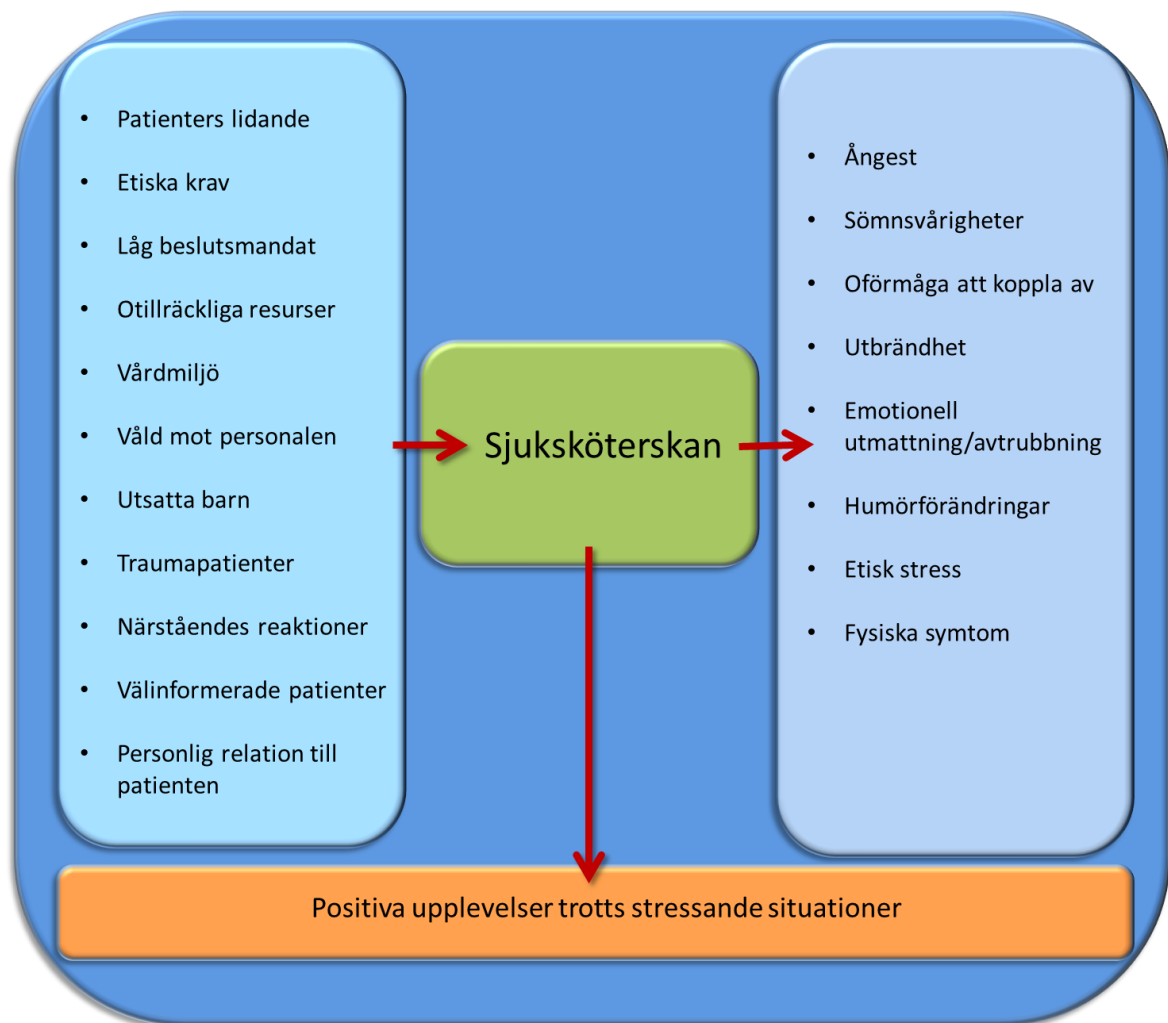 • Patienters lidande
• Etiska krav
• Låg beslutsmandat
• Otillräckliga resurser
• Vårdmiljö
• Våld mot personalen
• Utsatta barn
• Traumapatienter
• Närståendes reaktioner
• Välinformerade patienter
• Personlig relation till
patienten
Sjuksköterskan
• Ångest
• Sömnsvårigheter
• Oförmåga att koppla av
• Utbrändhet
• Emotionell
utmattning/avtrubbning
• Humörförändringar
• Etisk stress
• Fysiska symtom
Positiva upplevelser trotts stressande situationer